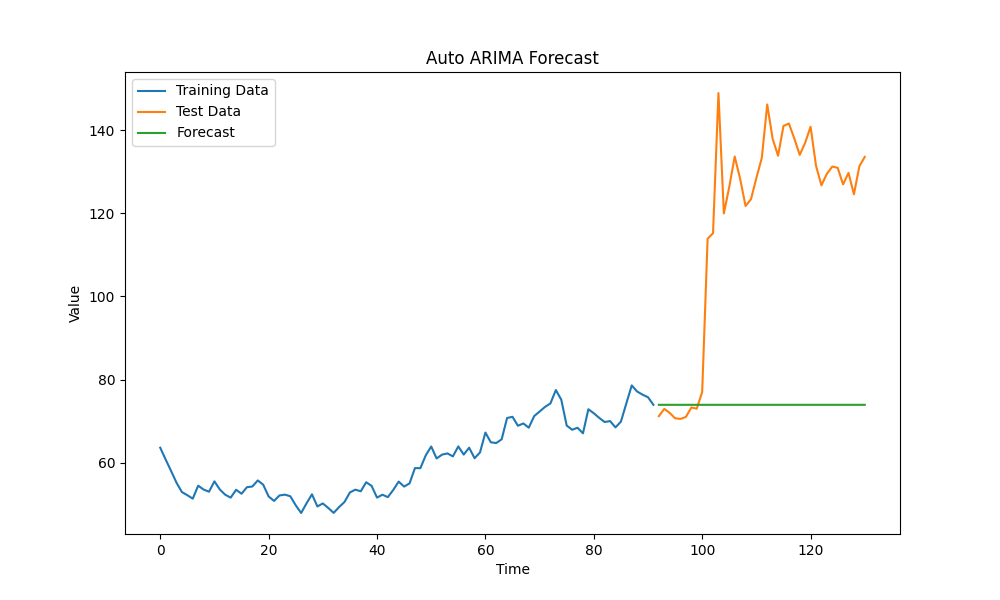 Auto ARIMA Forecast
Training Data
Test Data
Forecast
Value
140
120
100
80
60
0 20 40 60 80 100 120
Time